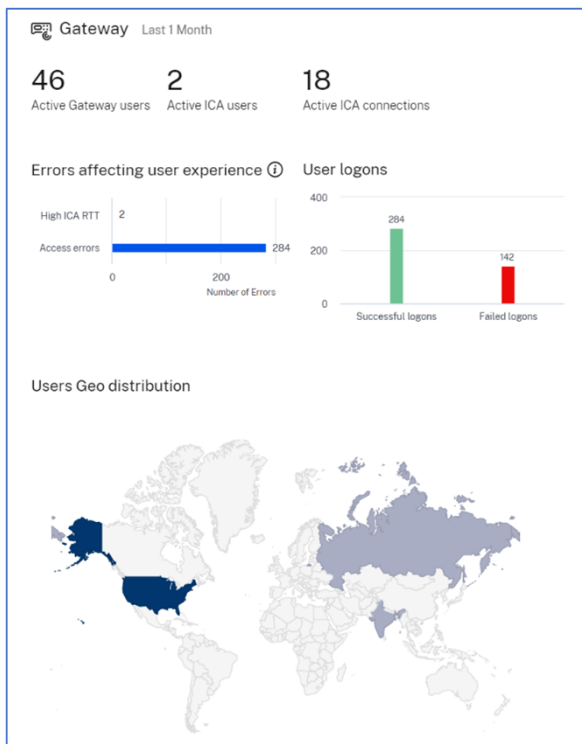 Gateway Last 1 Month
46 2 18
Active Gateway users Active ICA users Active ICA connections
Errors affecting user experience
High ICA RTT 2
Access errors 284
0 200
Number of Errors
User logons
400
284
200
142
0
Successful logons Failed logons
Users Geo distribution